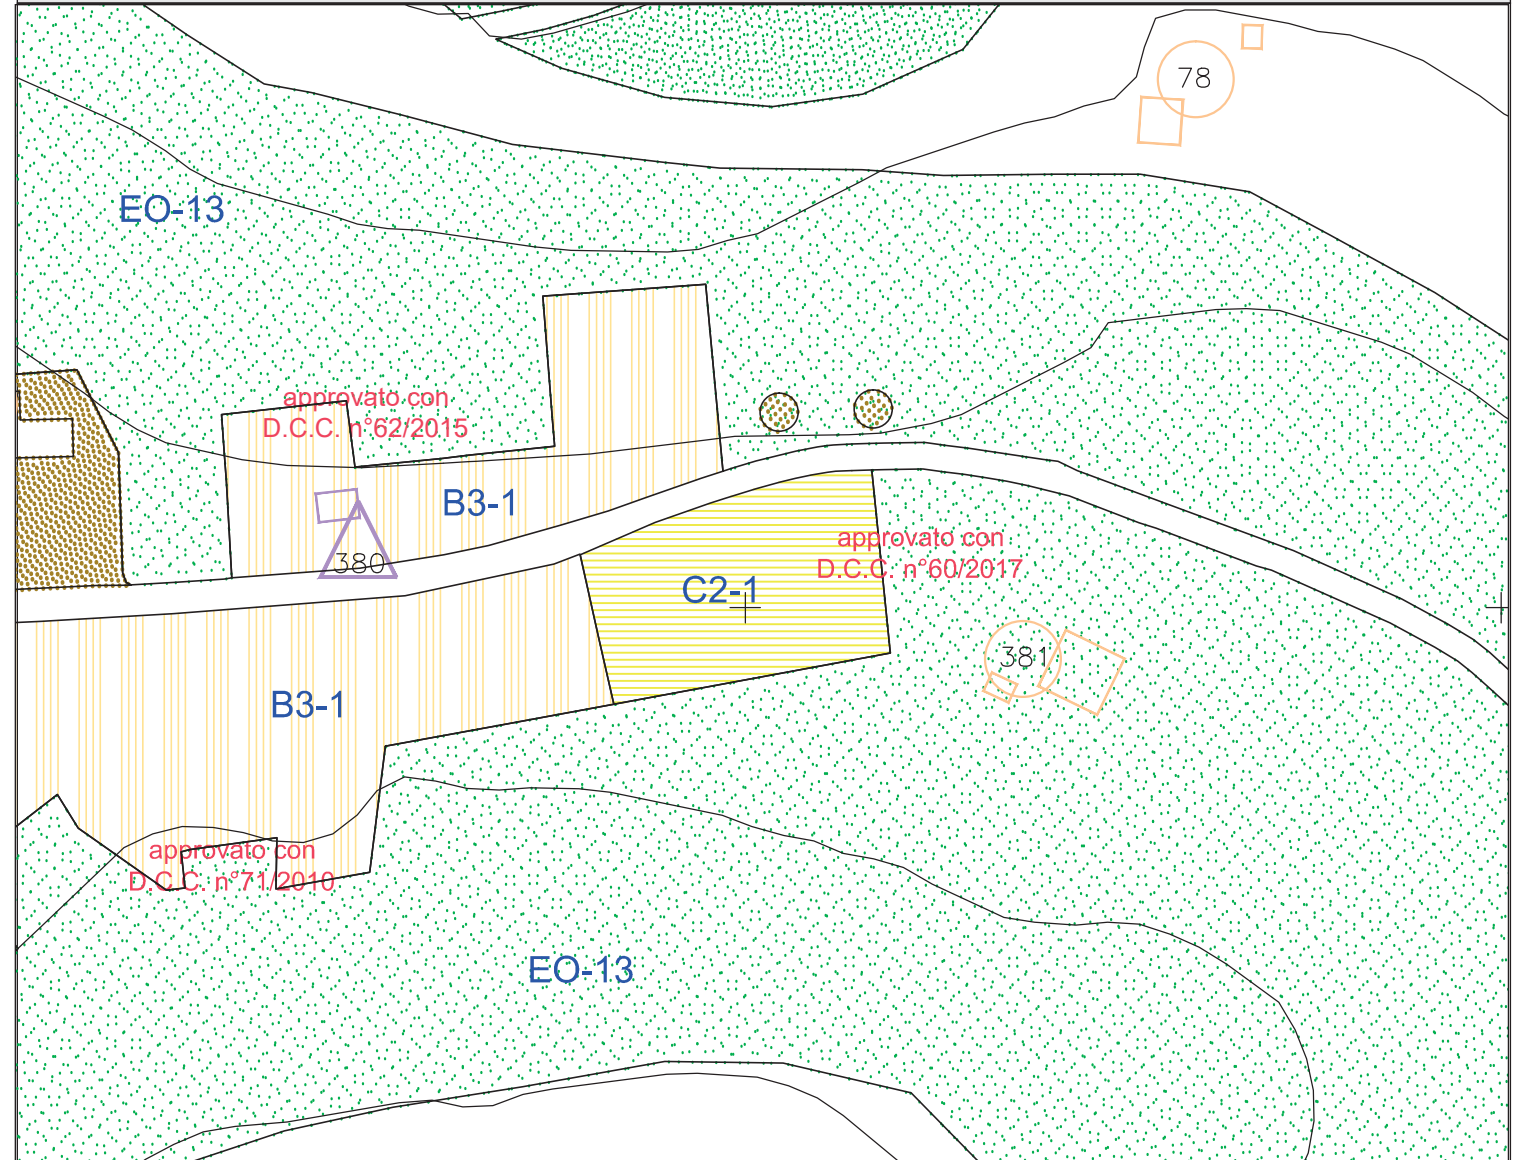 78
EO-13
approvato con
D.C.C. n°62/2015
B3-1
380
approvato con
D.C.C. n°60/2017
C2-1
381
B3-1
approvato con
D.C.C. n°71/2010
EO-13